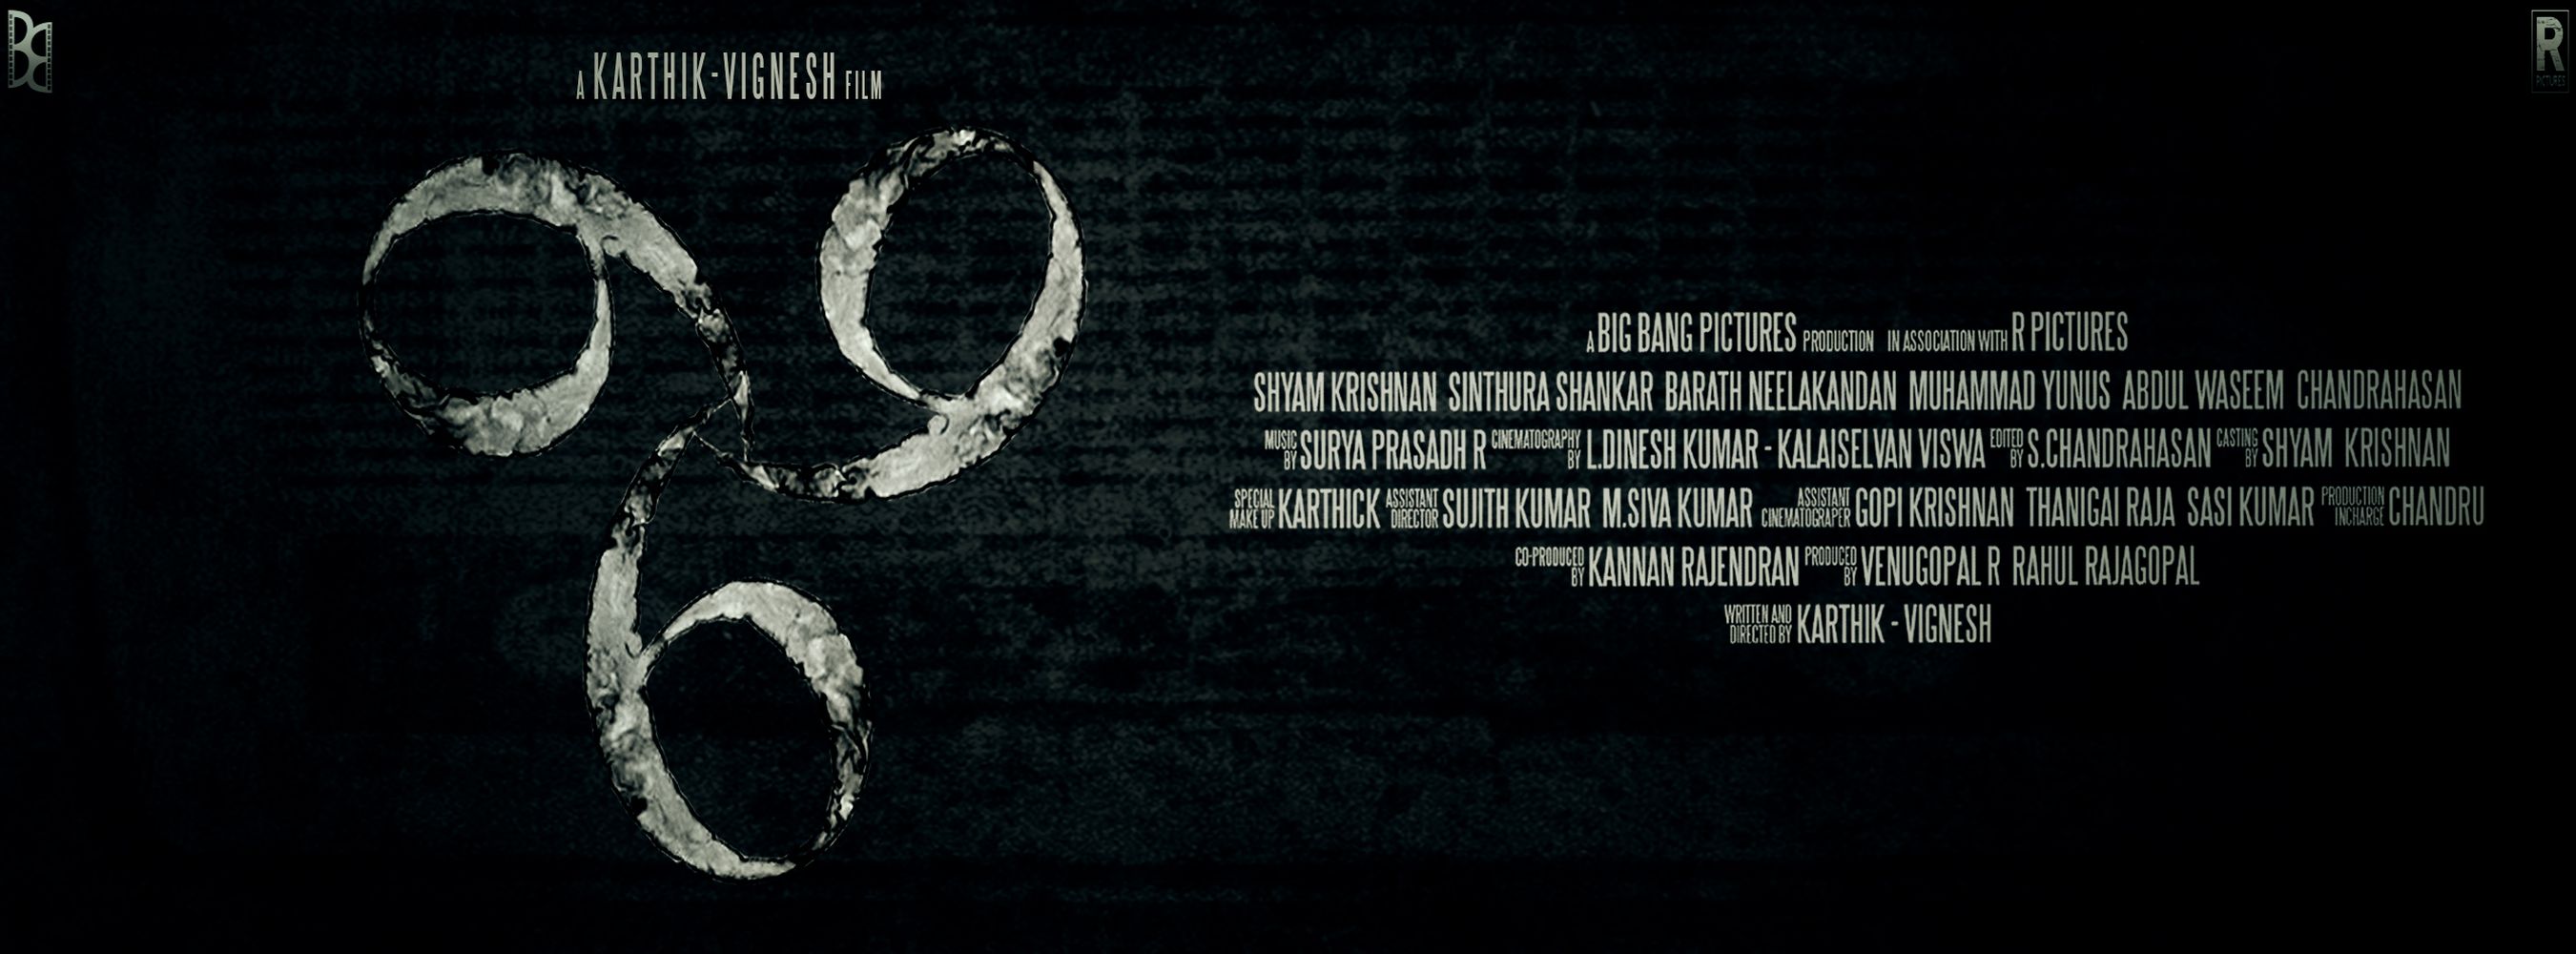 A KARTHIK-VIGNESH FILM
R
PICTURES
666
A BIG BANG PICTURES PRODUCTION IN ASSOCIATION WITH R PICTURES
SHYAM KRISHNAN SINTHURA SHANKAR BARATH NEELAKANDAN MUHAMMAD YUNUS ABDUL WASEEM CHANDRAHASAN
MUSIC BY SURYA PRASADH R CINEMATOGRAPHY BY L.DINESH KUMAR - KALAISELVAN VISWA EDITED BY S.CHANDRAHASAN CASTING BY SHYAM KRISHNAN
SPECIAL MAKE UP KARTHICK ASSISTANT DIRECTOR SUJITH KUMAR M.SIVA KUMAR ASSISTANT CINEMATOGRAPER GOPI KRISHNAN THANIGAI RAJA SASI KUMAR PRODUCTION INCHARGE CHANDRU
CO-PRODUCED BY KANNAN RAJENDRAN PRODUCED BY VENUGOPAL R RAHUL RAJAGOPAL
WRITTEN AND DIRECTED BY KARTHIK - VIGNESH